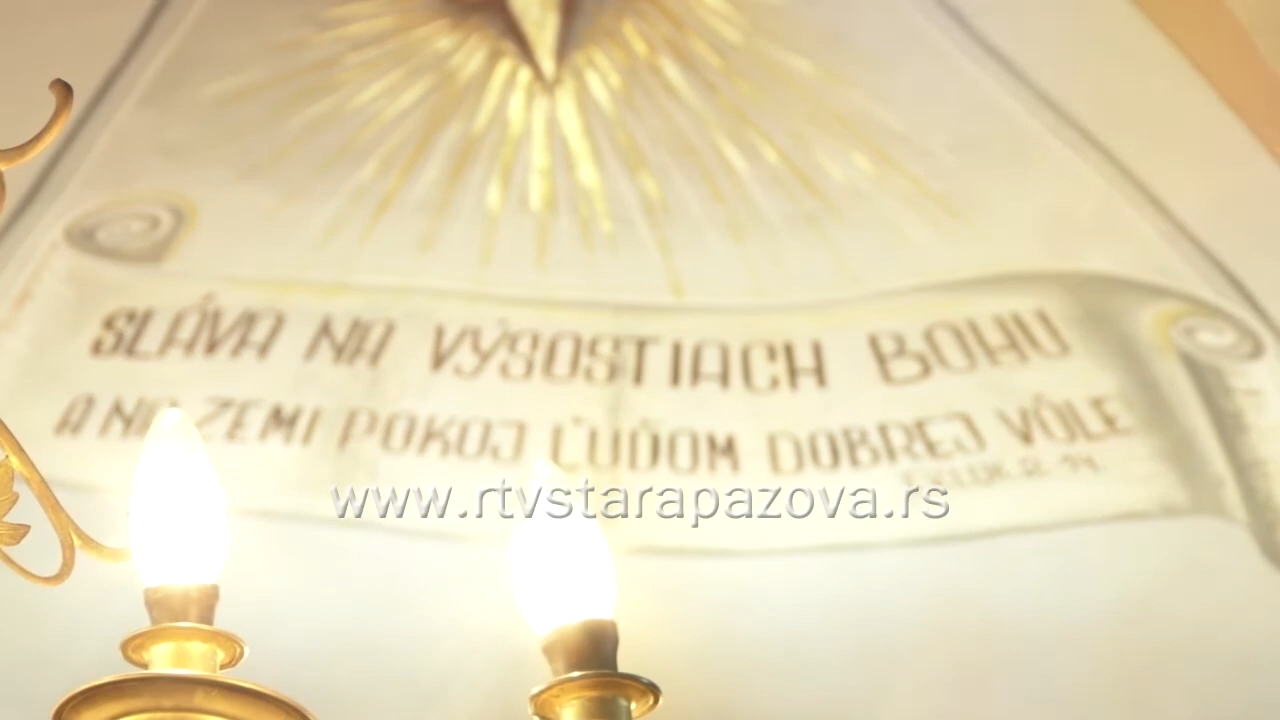 SLÁVA NA VÝSOSTIACH BOHU
A NA ZEMI POKOJ ĽUĎOM DOBREJ VÔLE
www.rtvstarapazova.rs